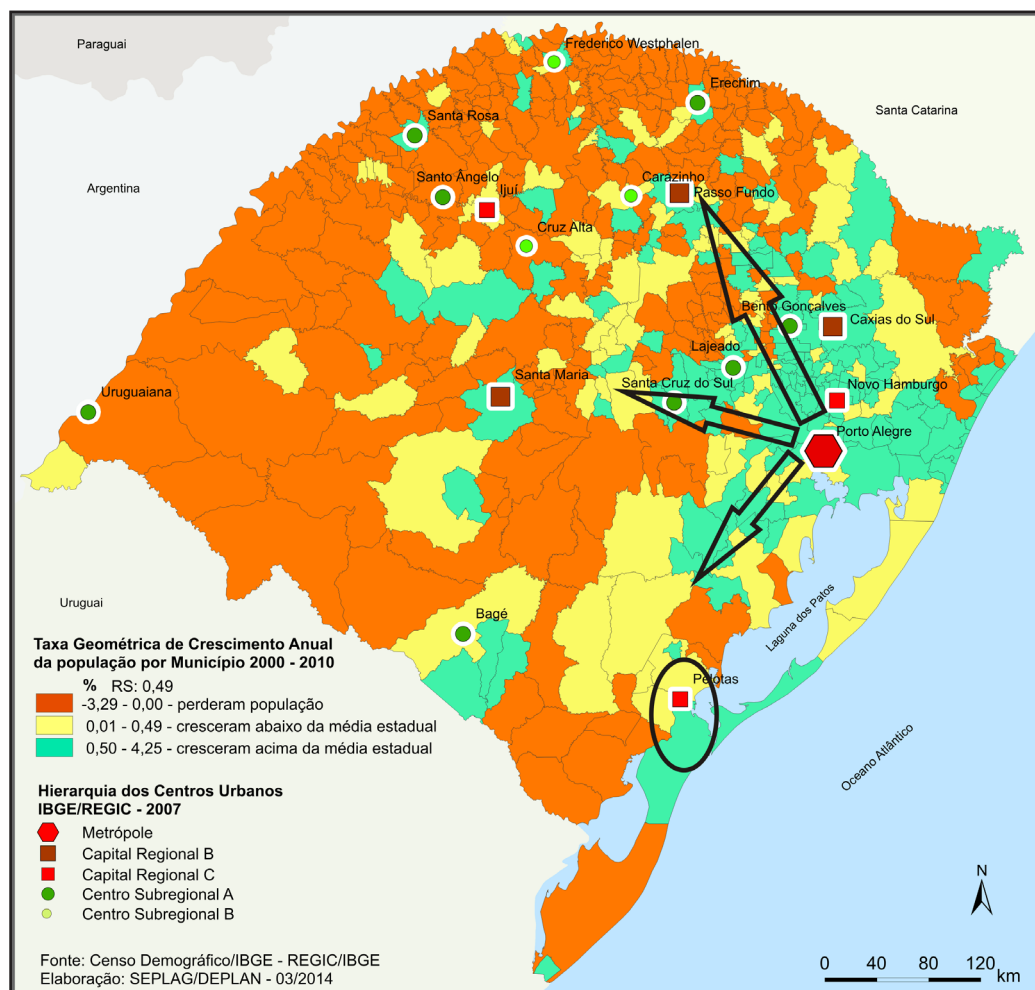 Paraguai
Frederico Westphalen
Erechim
Santa Catarina
Santa Rosa
Argentina
Santo Ângelo
Ijuí
Carazinho
Passo Fundo
Cruz Alta
Bento Gonçalves
Caxias do Sul
Lajeado
Santa Maria
Santa Cruz do Sul
Novo Hamburgo
Uruguaiana
Porto Alegre
Uruguai
Bagé
Laguna dos Patos
Pelotas
Oceano Atlântico
Taxa Geométrica de Crescimento Anual
da população por Município 2000 - 2010
% RS: 0,49
-3,29 - 0,00 - perderam população
0,01 - 0,49 - cresceram abaixo da média estadual
0,50 - 4,25 - cresceram acima da média estadual
Hierarquia dos Centros Urbanos
IBGE/REGIC - 2007
Metrópole
Capital Regional B
Capital Regional C
Centro Subregional A
Centro Subregional B
Fonte: Censo Demográfico/IBGE - REGIC/IBGE
Elaboração: SEPLAG/DEPLAN - 03/2014
N
0 40 80 120
km